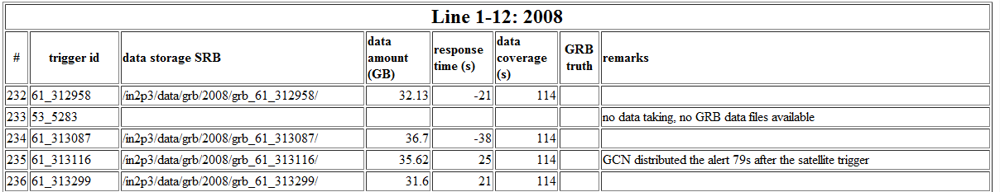 Line 1-12: 2008
# trigger id data storage SRB data amount (GB) response time (s) data coverage (s) GRB truth remarks
232 61_312958 /in2p3/data/grb/2008/grb_61_312958/ 32.13 -21 114
233 53_5283 no data taking, no GRB data files available
234 61_313087 /in2p3/data/grb/2008/grb_61_313087/ 36.7 -38 114
235 61_313116 /in2p3/data/grb/2008/grb_61_313116/ 35.62 25 114 GCN distributed the alert 79s after the satellite trigger
236 61_313299 /in2p3/data/grb/2008/grb_61_313299/ 31.6 21 114